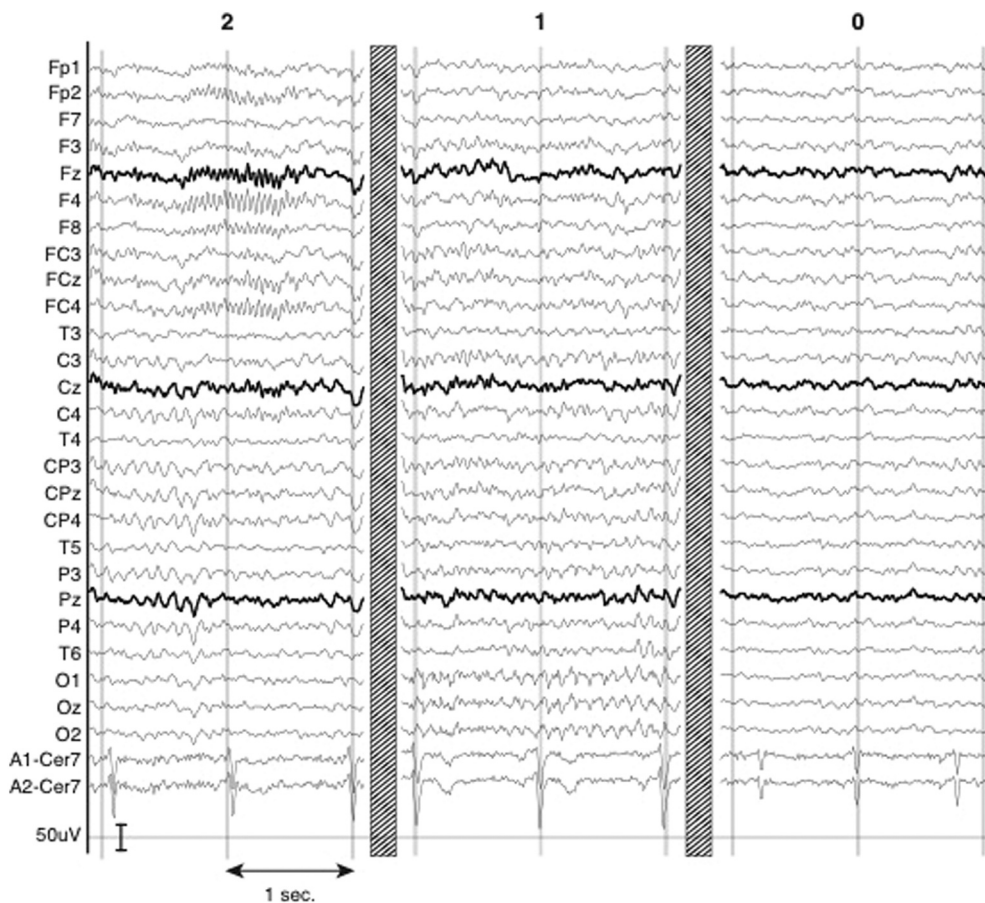 2 1 0
Fp1
Fp2
F7
F3
Fz
F4
F8
FC3
FCz
FC4
T3
C3
Cz
C4
T4
CP3
CPz
CP4
T5
P3
Pz
P4
T6
O1
Oz
O2
A1-Cer7
A2-Cer7
50uV
1 sec.